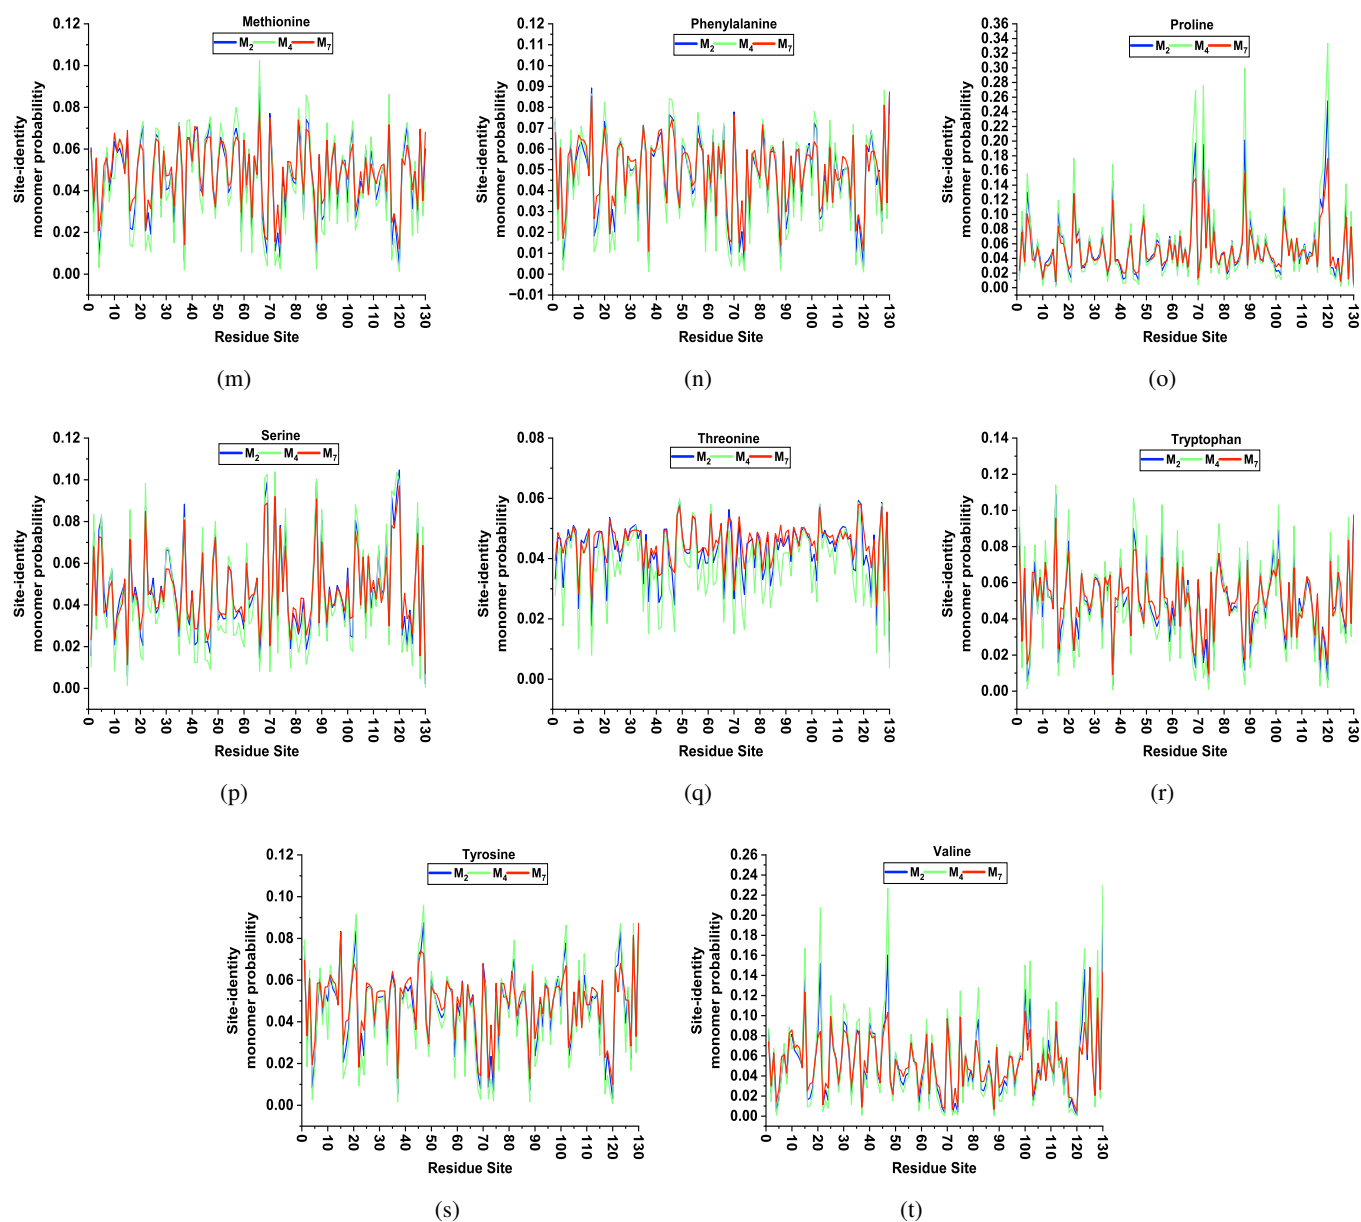 Methionine
M2 M4 M7
Site-identity
monomer probabilitiy
0.12
0.10
0.08
0.06
0.04
0.02
0.00
0 10 20 30 40 50 60 70 80 90 100 110 120 130
Residue Site
(m)
Phenylalanine
M2 M4 M7
Site-identity
monomer probabilitiy
0.12
0.11
0.10
0.09
0.08
0.07
0.06
0.05
0.04
0.03
0.02
0.01
0.00
−0.01
0 10 20 30 40 50 60 70 80 90 100 110 120 130
Residue Site
(n)
Proline
M2 M4 M7
Site-identity
monomer probabilitiy
0.36
0.34
0.32
0.30
0.28
0.26
0.24
0.22
0.20
0.18
0.16
0.14
0.12
0.10
0.08
0.06
0.04
0.02
0.00
0 10 20 30 40 50 60 70 80 90 100 110 120 130
Residue Site
(o)
Serine
M2 M4 M7
Site-identity
monomer probabilitiy
0.12
0.10
0.08
0.06
0.04
0.02
0.00
0 10 20 30 40 50 60 70 80 90 100 110 120 130
Residue Site
(p)
Threonine
M2 M4 M7
Site-identity
monomer probabilitiy
0.08
0.06
0.04
0.02
0.00
0 10 20 30 40 50 60 70 80 90 100 110 120 130
Residue Site
(q)
Tryptophan
M2 M4 M7
Site-identity
monomer probabilitiy
0.14
0.12
0.10
0.08
0.06
0.04
0.02
0.00
0 10 20 30 40 50 60 70 80 90 100 110 120 130
Residue Site
(r)
Tyrosine
M2 M4 M7
Site-identity
monomer probabilitiy
0.12
0.10
0.08
0.06
0.04
0.02
0.00
0 10 20 30 40 50 60 70 80 90 100 110 120 130
Residue Site
(s)
Valine
M2 M4 M7
Site-identity
monomer probabilitiy
0.26
0.24
0.22
0.20
0.18
0.16
0.14
0.12
0.10
0.08
0.06
0.04
0.02
0.00
0 10 20 30 40 50 60 70 80 90 100 110 120 130
Residue Site
(t)